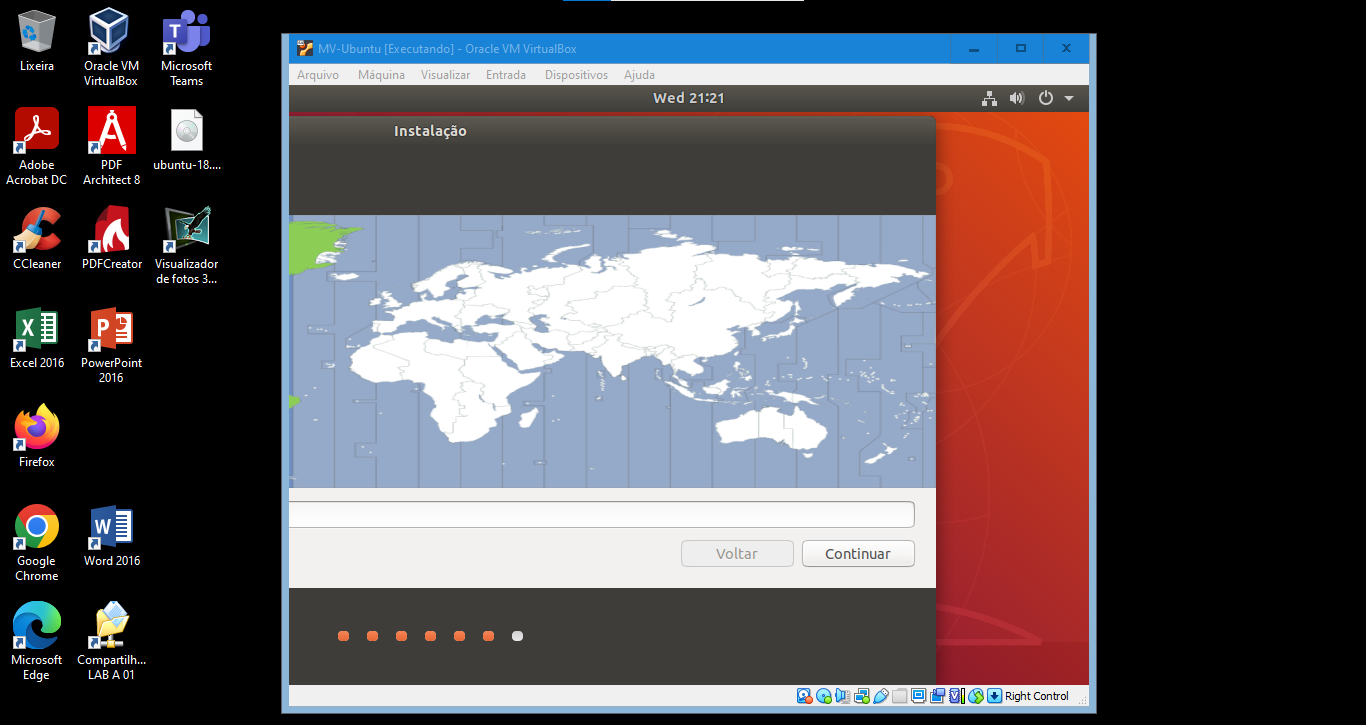 Lixeira
Oracle VM
VirtualBox
Microsoft
Teams
Adobe
Acrobat DC
PDF
Architect 8
ubuntu-18....
CCleaner
PDFCreator
Visualizador
de fotos 3...
Excel 2016
PowerPoint
2016
Firefox
Google
Chrome
Word 2016
Microsoft
Edge
Compartilh...
LAB A 01
MV-Ubuntu [Executando] - Oracle VM VirtualBox
Arquivo Máquina Visualizar Entrada Dispositivos Ajuda
Wed 21:21
Instalação
Voltar Continuar
Right Control